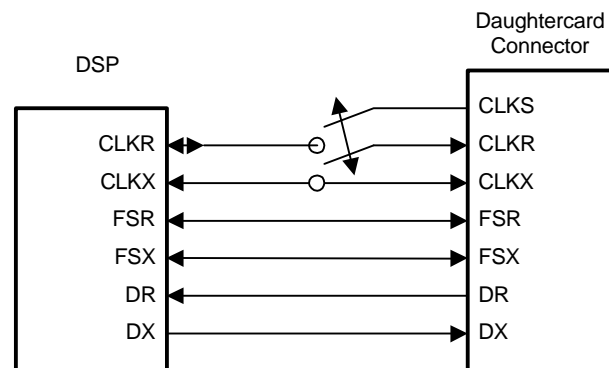 Daughtercard
Connector
DSP
CLKS
CLKR
CLKR
CLKX
CLKX
FSR
FSR
FSX
FSX
DR
DR
DX
DX